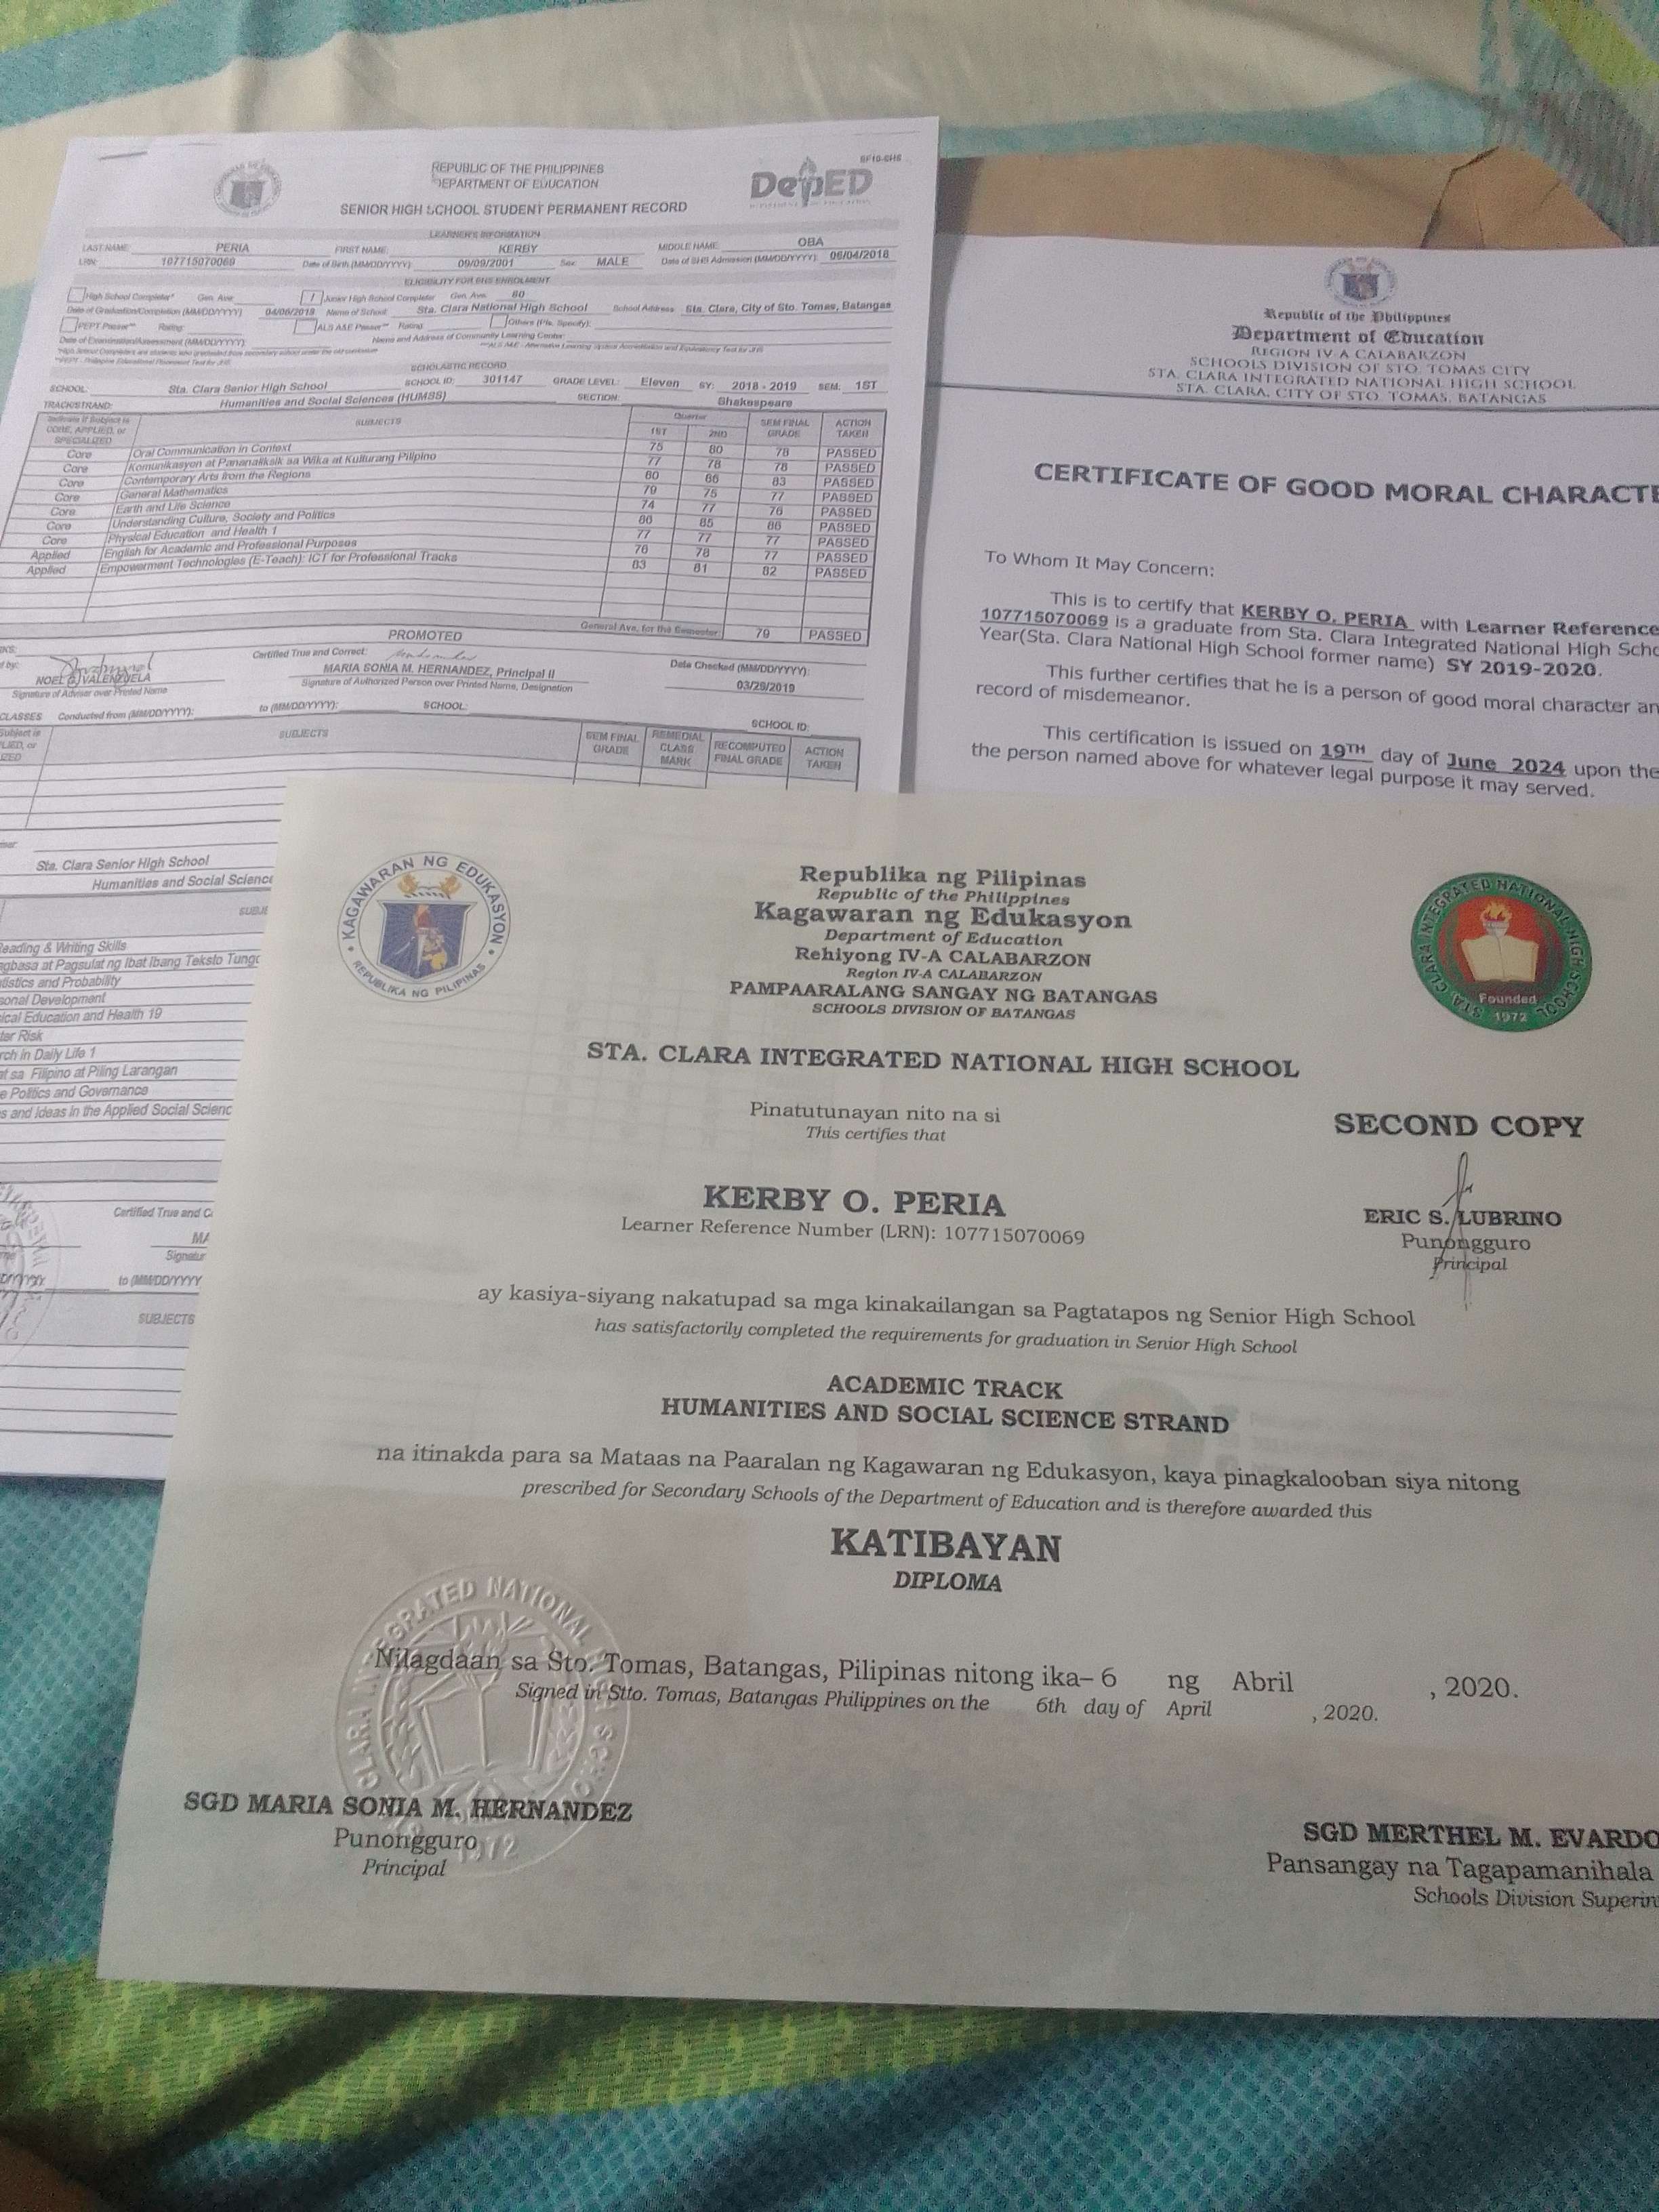 SF10-SHS
REPUBLIC OF THE PHILIPPINES
DEPARTMENT OF EDUCATION
DepED
DEPARTMENT OF EDUCATION
SENIOR HIGH SCHOOL STUDENT PERMANENT RECORD
LEARNER'S INFORMATION
LAST NAME: PERIA FIRST NAME: KERBY MIDDLE NAME: OBA
LRN: 107715070069 Date of Birth (MM/DD/YYYY): 09/09/2001 Sex: MALE Date of SHS Admission (MM/DD/YYYY): 06/04/2018
ELIGIBILITY FOR SHS ENROLMENT
High School Completer* Gen. Ave: / Junior High School Completer Gen. Ave: 80
Date of Graduation/Completion (MM/DD/YYYY): 04/06/2018 Name of School: Sta. Clara National High School School Address: Sta. Clara, City of Sto. Tomas, Batangas
PEPT Passer** Rating: ALS A&E Passer*** Rating: Others (Pls. Specify):
Date of Examination/Assessment (MM/DD/YYYY): Name and Address of Community Learning Center:
SCHOLASTIC RECORD
SCHOOL: Sta. Clara Senior High School SCHOOL ID: 301147 GRADE LEVEL: Eleven SY: 2018 - 2019 SEM: 1ST
TRACK/STRAND: Humanities and Social Sciences (HUMSS) SECTION: Shakespeare
Indicate if Subject is CORE, APPLIED, or SPECIALIZED SUBJECTS Quarter 1ST 2ND SEM FINAL GRADE ACTION TAKEN
Core Oral Communication in Context 75 80 78 PASSED
Core Komunikasyon at Pananaliksik sa Wika at Kulturang Pilipino 77 78 78 PASSED
Core Contemporary Arts from the Regions 80 86 83 PASSED
Core General Mathematics 79 75 77 PASSED
Core Earth and Life Science 74 77 76 PASSED
Core Understanding Culture, Society and Politics 86 85 86 PASSED
Core Physical Education and Health 1 77 77 77 PASSED
Applied English for Academic and Professional Purposes 76 78 77 PASSED
Applied Empowerment Technologies (E-Teach): ICT for Professional Tracks 83 81 82 PASSED
General Ave. for the Semester: 79 PASSED
PROMOTED
Certified True and Correct: Date Checked (MM/DD/YYYY):
NOEL G. VALENZUELA MARIA SONIA M. HERNANDEZ, Principal II 03/29/2019
Signature of Adviser over Printed Name Signature of Authorized Person over Printed Name, Designation
CLASSES Conducted from (MM/DD/YYYY): to (MM/DD/YYYY): SCHOOL: SCHOOL ID:
SUBJECTS SEM FINAL GRADE REMEDIAL CLASS MARK RECOMPUTED FINAL GRADE ACTION TAKEN
Sta. Clara Senior High School
Humanities and Social Science
SUBJE
Reading & Writing Skills
agbasa at Pagsulat ng Ibat Ibang Teksto Tungo
tistics and Probability
sonal Development
ical Education and Health 19
ter Risk
rch in Daily Life 1
at sa Filipino at Piling Larangan
e Politics and Governance
s and Ideas in the Applied Social Scienc
Certified True and C
MA
Signatur
to (MM/DD/YYYY
SUBJECTS
Republic of the Philippines
Department of Education
REGION IV-A CALABARZON
SCHOOLS DIVISION OF STO. TOMAS CITY
STA. CLARA INTEGRATED NATIONAL HIGH SCHOOL
STA. CLARA, CITY OF STO. TOMAS, BATANGAS
CERTIFICATE OF GOOD MORAL CHARACTE
To Whom It May Concern:
This is to certify that KERBY O. PERIA with Learner Reference
107715070069 is a graduate from Sta. Clara Integrated National High Scho
Year(Sta. Clara National High School former name) SY 2019-2020.
This further certifies that he is a person of good moral character an
record of misdemeanor.
This certification is issued on 19TH day of June 2024 upon the
the person named above for whatever legal purpose it may served.
KAGAWARAN NG EDUKASYON
REPUBLIKA NG PILIPINAS
Republika ng Pilipinas
Republic of the Philippines
Kagawaran ng Edukasyon
Department of Education
Rehiyong IV-A CALABARZON
Region IV-A CALABARZON
PAMPAARALANG SANGAY NG BATANGAS
SCHOOLS DIVISION OF BATANGAS
STA. CLARA INTEGRATED NATIONAL HIGH SCHOOL
Founded
1972
STA. CLARA INTEGRATED NATIONAL HIGH SCHOOL
Pinatutunayan nito na si
This certifies that
SECOND COPY
KERBY O. PERIA
Learner Reference Number (LRN): 107715070069
ERIC S. LUBRINO
Punongguro
Principal
ay kasiya-siyang nakatupad sa mga kinakailangan sa Pagtatapos ng Senior High School
has satisfactorily completed the requirements for graduation in Senior High School
ACADEMIC TRACK
HUMANITIES AND SOCIAL SCIENCE STRAND
na itinakda para sa Mataas na Paaralan ng Kagawaran ng Edukasyon, kaya pinagkalooban siya nitong
prescribed for Secondary Schools of the Department of Education and is therefore awarded this
KATIBAYAN
DIPLOMA
Nilagdaan sa Sto. Tomas, Batangas, Pilipinas nitong ika– 6 ng Abril , 2020.
Signed in Stto. Tomas, Batangas Philippines on the 6th day of April , 2020.
CLARA INTEGRATED NATIONAL SCHO
1972
SGD MARIA SONIA M. HERNANDEZ
Punongguro
Principal
SGD MERTHEL M. EVARDO
Pansangay na Tagapamanihala
Schools Division Superin